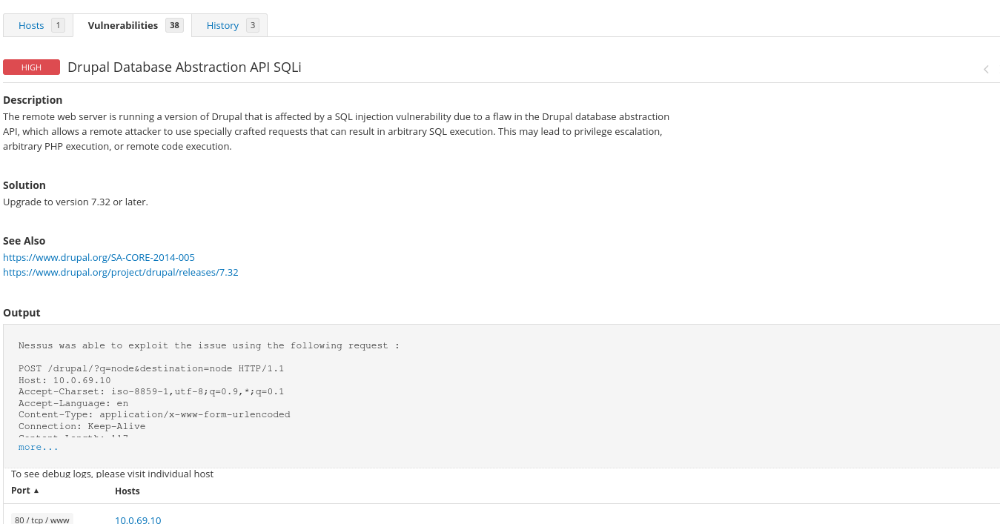 Hosts 1 Vulnerabilities 38 History 3
HIGH Drupal Database Abstraction API SQLi
Description
The remote web server is running a version of Drupal that is affected by a SQL injection vulnerability due to a flaw in the Drupal database abstraction
API, which allows a remote attacker to use specially crafted requests that can result in arbitrary SQL execution. This may lead to privilege escalation,
arbitrary PHP execution, or remote code execution.
Solution
Upgrade to version 7.32 or later.
See Also
https://www.drupal.org/SA-CORE-2014-005
https://www.drupal.org/project/drupal/releases/7.32
Output
Nessus was able to exploit the issue using the following request :
POST /drupal/?q=node&destination=node HTTP/1.1
Host: 10.0.69.10
Accept-Charset: iso-8859-1,utf-8;q=0.9,*;q=0.1
Accept-Language: en
Content-Type: application/x-www-form-urlencoded
Connection: Keep-Alive
Content-Length: 117
more...
To see debug logs, please visit individual host
Port ▲ Hosts
80 / tcp / www 10.0.69.10